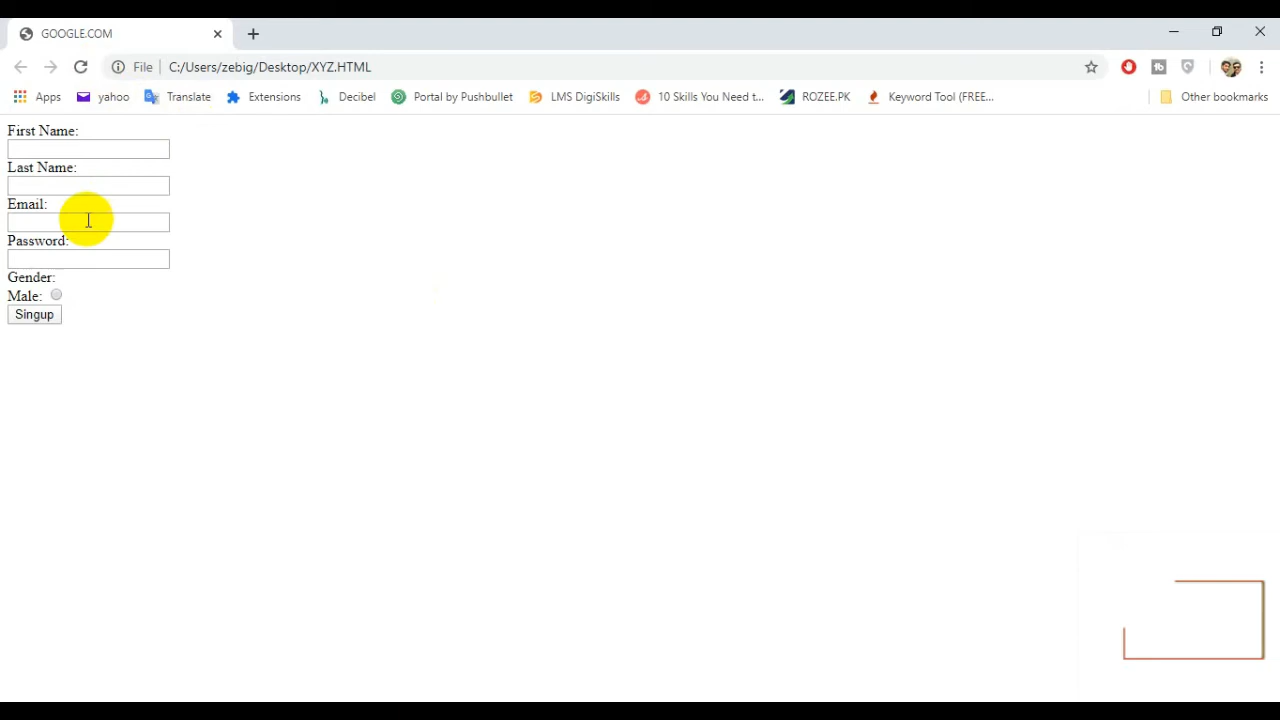 GOOGLE.COM
File C:/Users/zebig/Desktop/XYZ.HTML
Apps yahoo Translate Extensions Decibel Portal by Pushbullet LMS DigiSkills 10 Skills You Need t... ROZEE.PK Keyword Tool (FREE... Other bookmarks
First Name:
Last Name:
Email:
Password:
Gender:
Male:
Singup